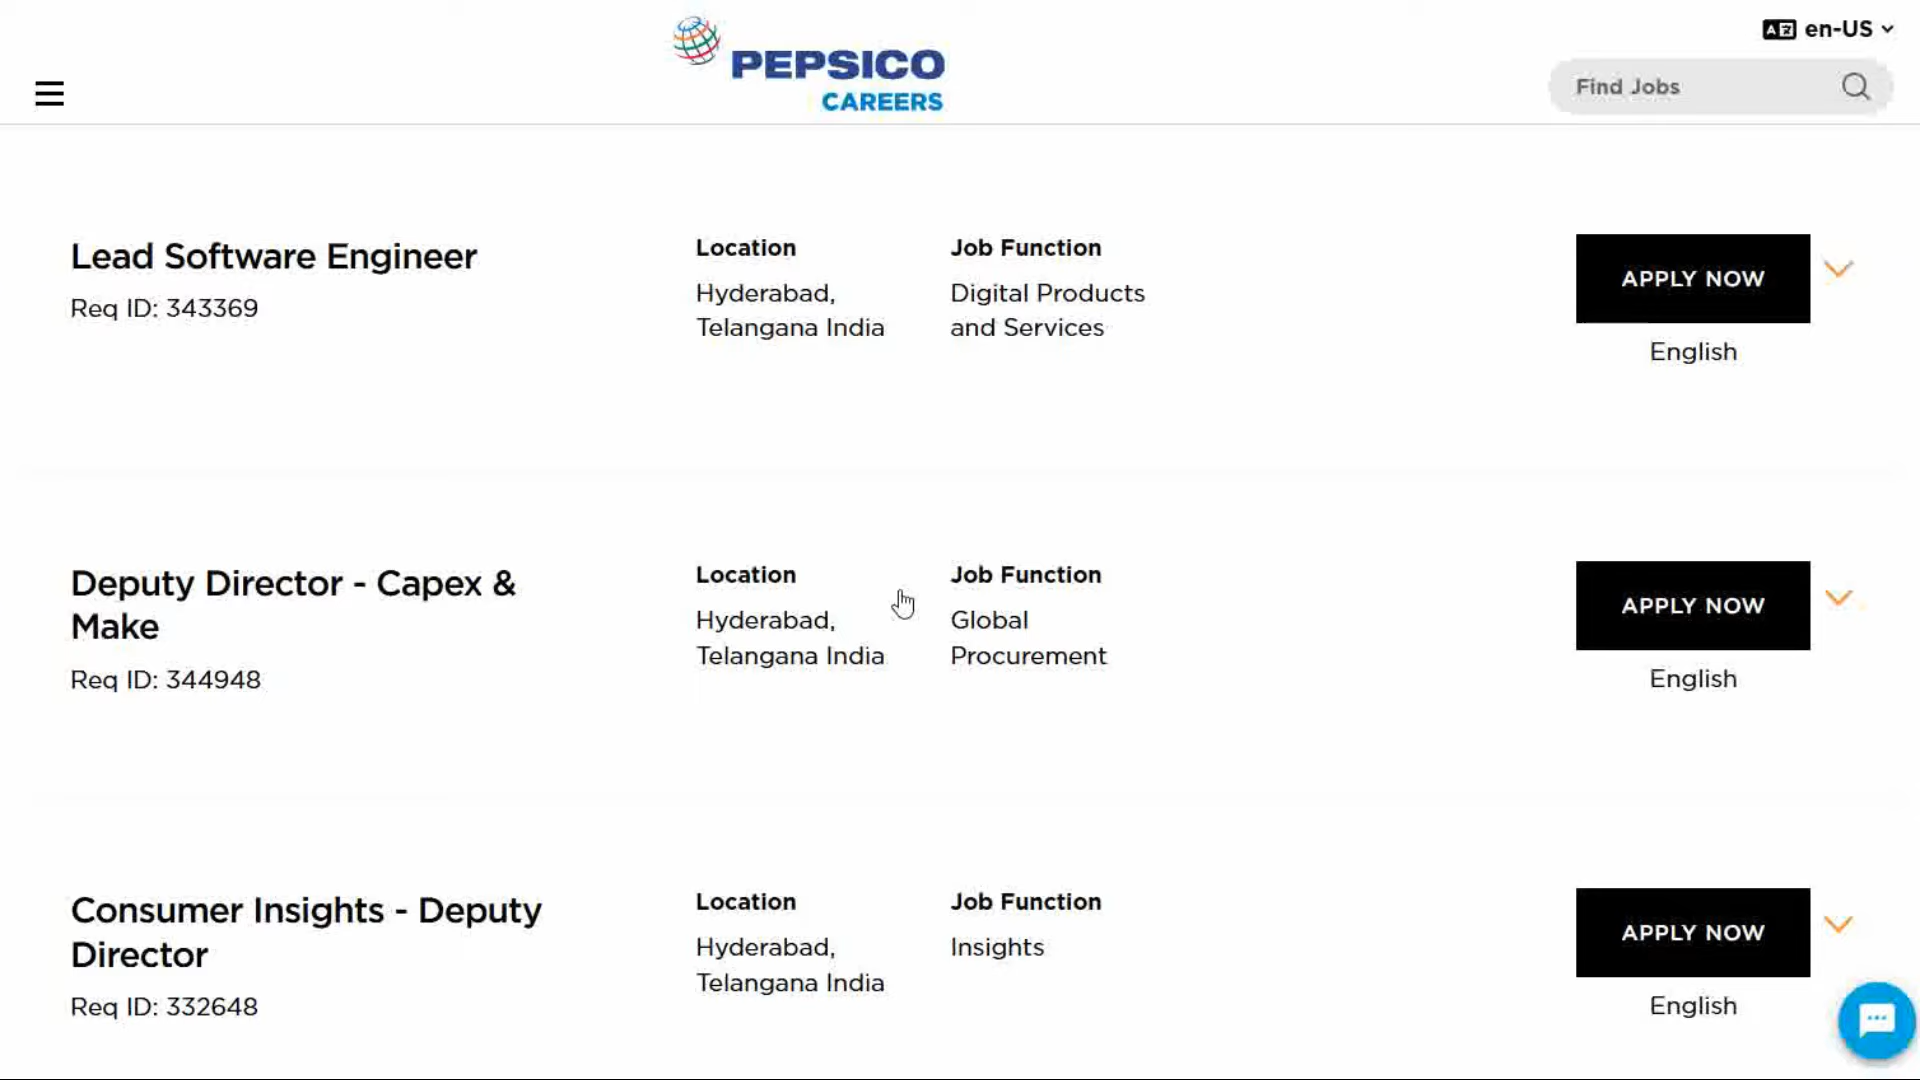 en-US
PEPSICO
CAREERS
Find Jobs
Lead Software Engineer
Req ID: 343369
Location
Hyderabad,
Telangana India
Job Function
Digital Products
and Services
APPLY NOW
English
Deputy Director - Capex &
Make
Req ID: 344948
Location
Hyderabad,
Telangana India
Job Function
Global
Procurement
APPLY NOW
English
Consumer Insights - Deputy
Director
Req ID: 332648
Location
Hyderabad,
Telangana India
Job Function
Insights
APPLY NOW
English